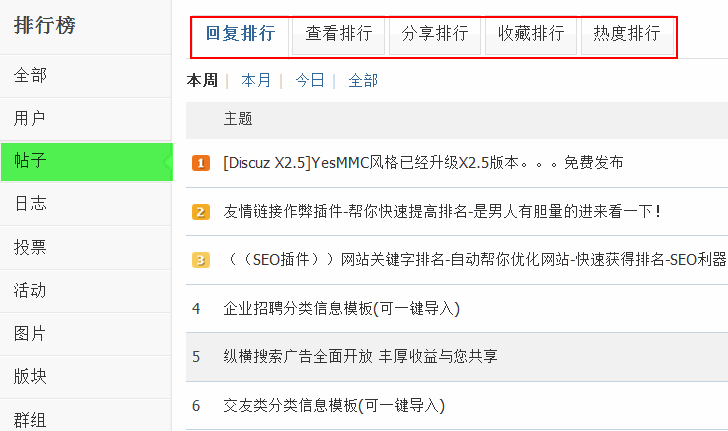 排行榜
全部
用户
帖子
日志
投票
活动
图片
版块
群组
回复排行 查看排行 分享排行 收藏排行 热度排行
本周 本月 今日 全部
主题
1 [Discuz X2.5]YesMMC风格已经升级X2.5版本。。。免费发布
2 友情链接作弊插件-帮你快速提高排名-是男人有胆量的进来看一下！
3 （（SEO插件））网站关键字排名-自动帮你优化网站-快速获得排名-SEO利器
4 企业招聘分类信息模板(可一键导入)
5 纵横搜索广告全面开放 丰厚收益与您共享
6 交友类分类信息模板(可一键导入)